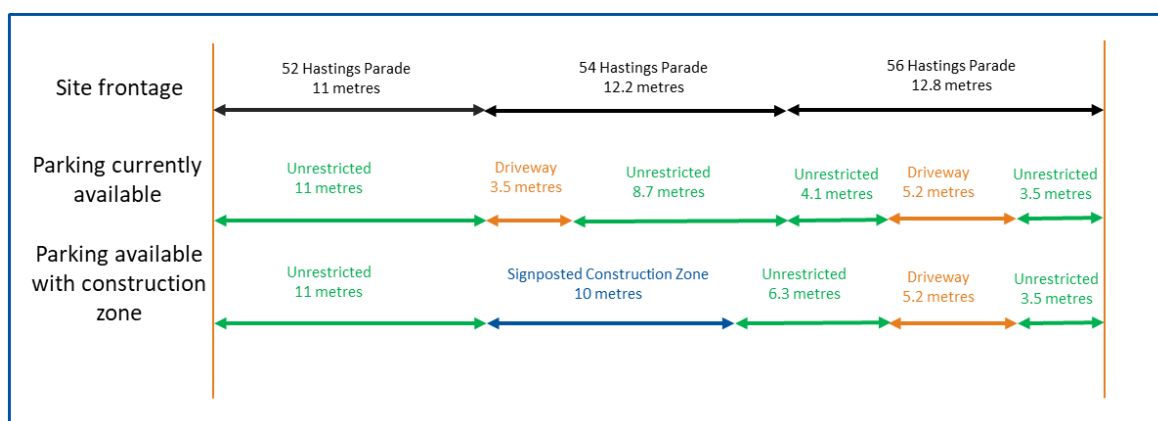 Site frontage
52 Hastings Parade
11 metres
54 Hastings Parade
12.2 metres
56 Hastings Parade
12.8 metres
Parking currently
available
Unrestricted
11 metres
Driveway
3.5 metres
Unrestricted
8.7 metres
Unrestricted
4.1 metres
Driveway
5.2 metres
Unrestricted
3.5 metres
Parking available
with construction
zone
Unrestricted
11 metres
Signposted Construction Zone
10 metres
Unrestricted
6.3 metres
Driveway
5.2 metres
Unrestricted
3.5 metres